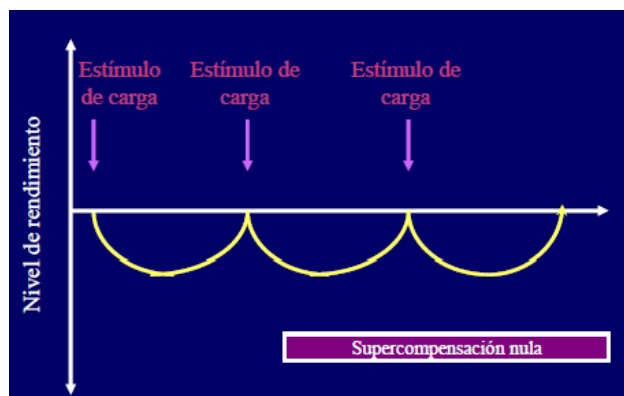 Estímulo
de carga
Estímulo de
carga
Estímulo de
carga
Nivel de rendimiento
Supercompensación nula